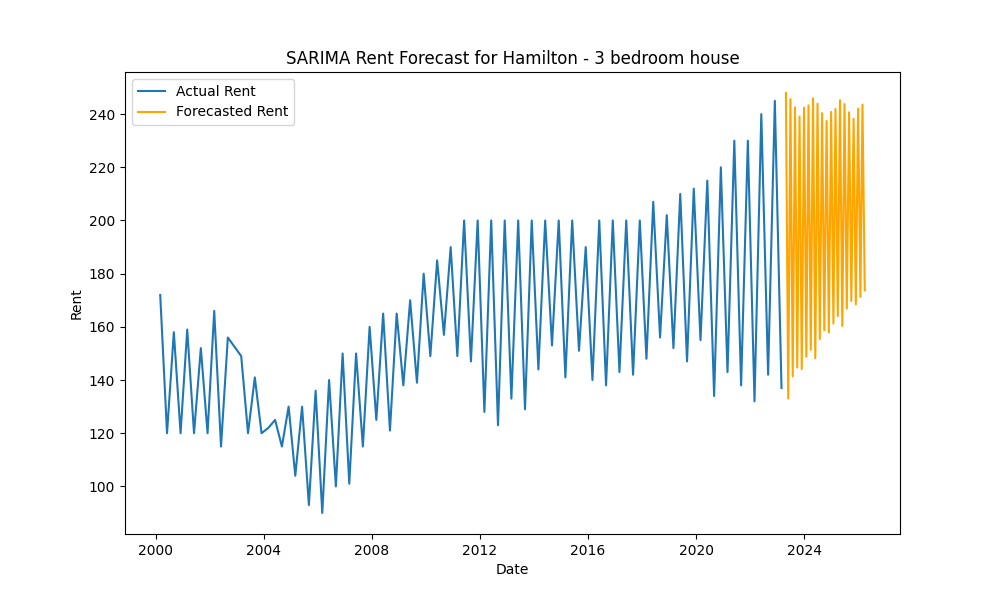 SARIMA Rent Forecast for Hamilton - 3 bedroom house
Actual Rent
Forecasted Rent
240
220
200
180
160
140
120
100
Rent
2000 2004 2008 2012 2016 2020 2024
Date